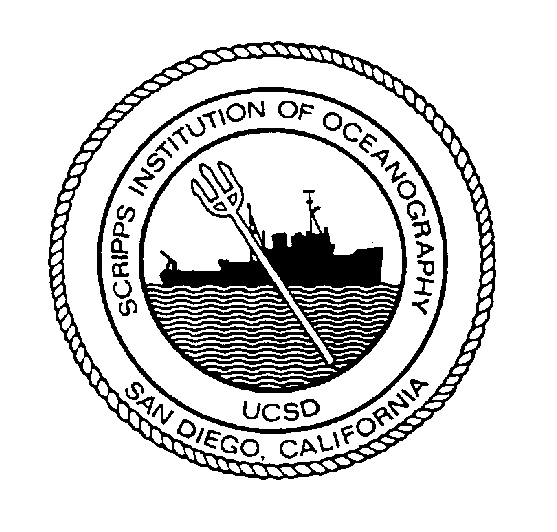 SCRIPPS INSTITUTION OF OCEANOGRAPHY
UCSD
SAN DIEGO, CALIFORNIA